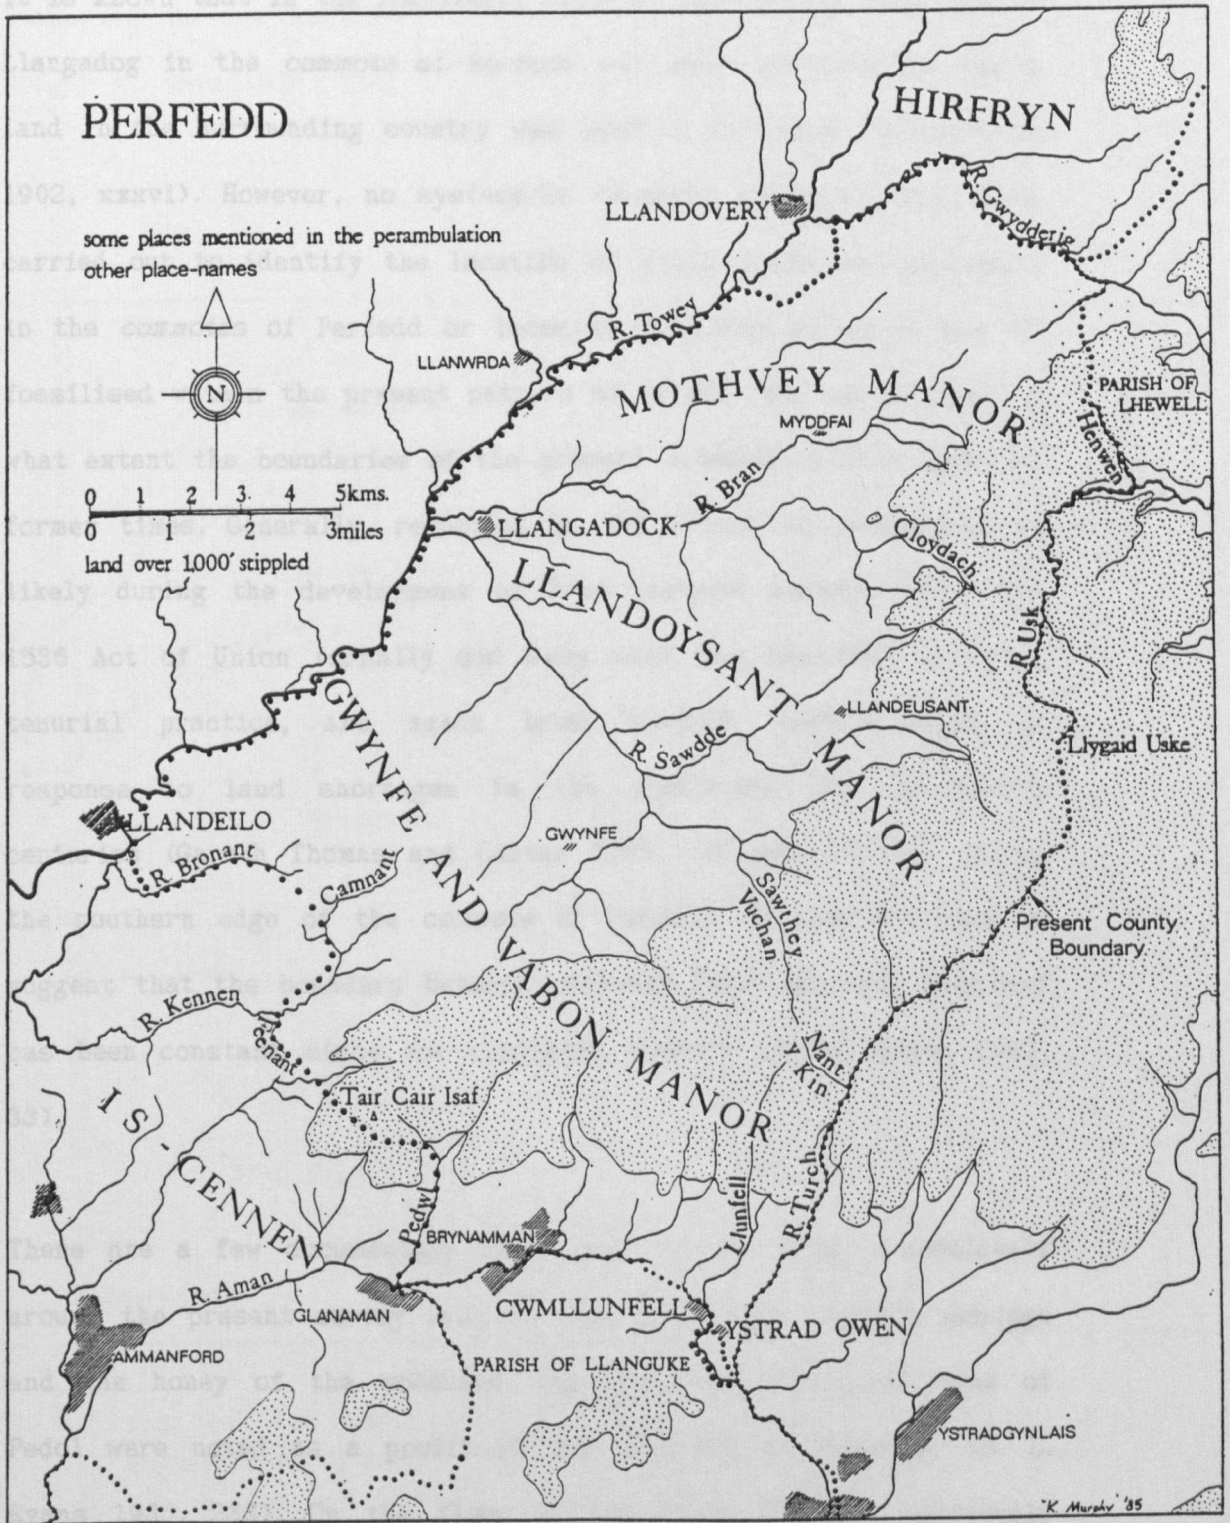 PERFEDD
some places mentioned in the perambulation
other place-names
N
0 1 2 3 4 5kms.
0 1 2 3miles
land over 1,000' stippled
HIRFRYN
LLANDOVERY
R. Gwydderig
R. Towey
LLANWRDA
MOTHVEY MANOR
MYDDFAI
PARISH OF
LHEWELL
Henwen
R. Bran
LLANGADOCK
Cloydach
LLANDOYSANT MANOR
R. Usk
LLANDEUSANT
R. Sawdde
Llygaid Uske
GWYNFE AND VABON MANOR
LLANDEILO
R. Bronant
GWYNFE
Camnant
Sawthey
Vuchan
Present County
Boundary
R. Kennen
Nant
y Kin
Tair Cair Isaf
IS-CENNEN
Pedwl
Llunfell
R. Turch
BRYNAMMAN
R. Aman
GLANAMAN
CWMLLUNFELL
YSTRAD OWEN
AMMANFORD
PARISH OF LLANGUKE
YSTRADGYNLAIS
"K. Murphy" '85